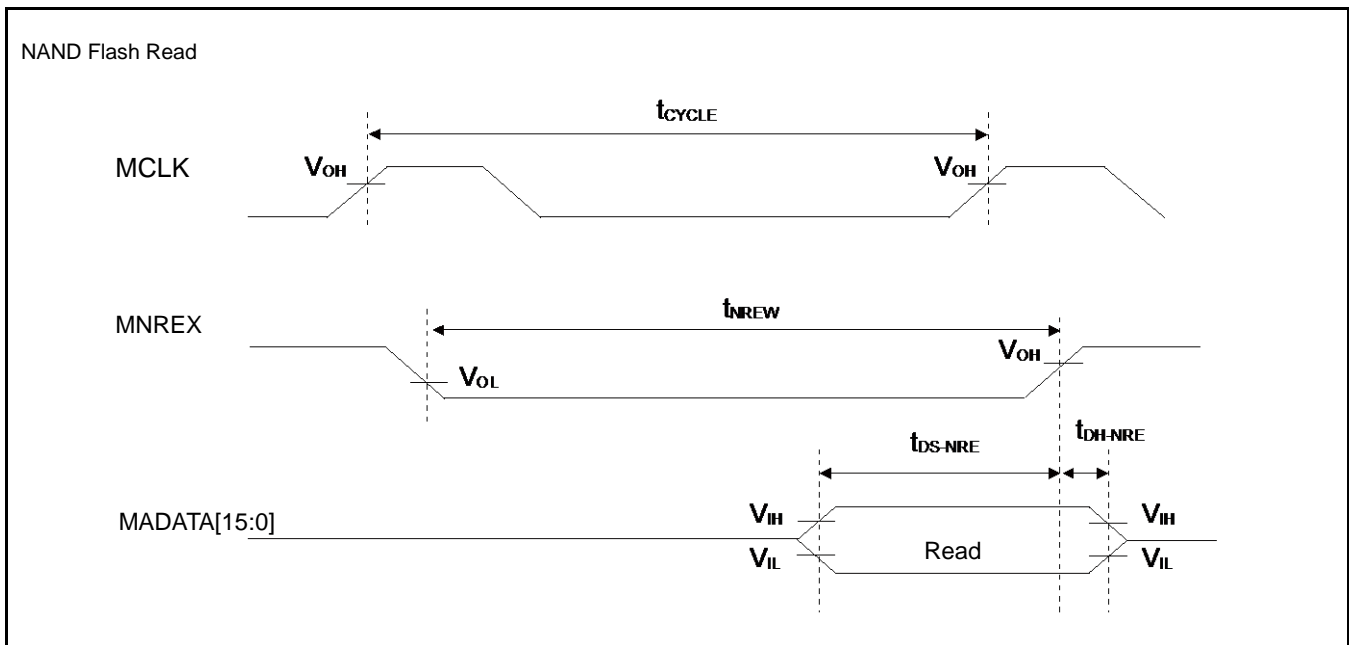 NAND Flash Read
tCYCLE
MCLK
VOH
VOH
tNREW
MNREX
VOH
VOL
tDS-NRE
tDH-NRE
MADATA[15:0]
VIH
VIH
Read
VIL
VIL